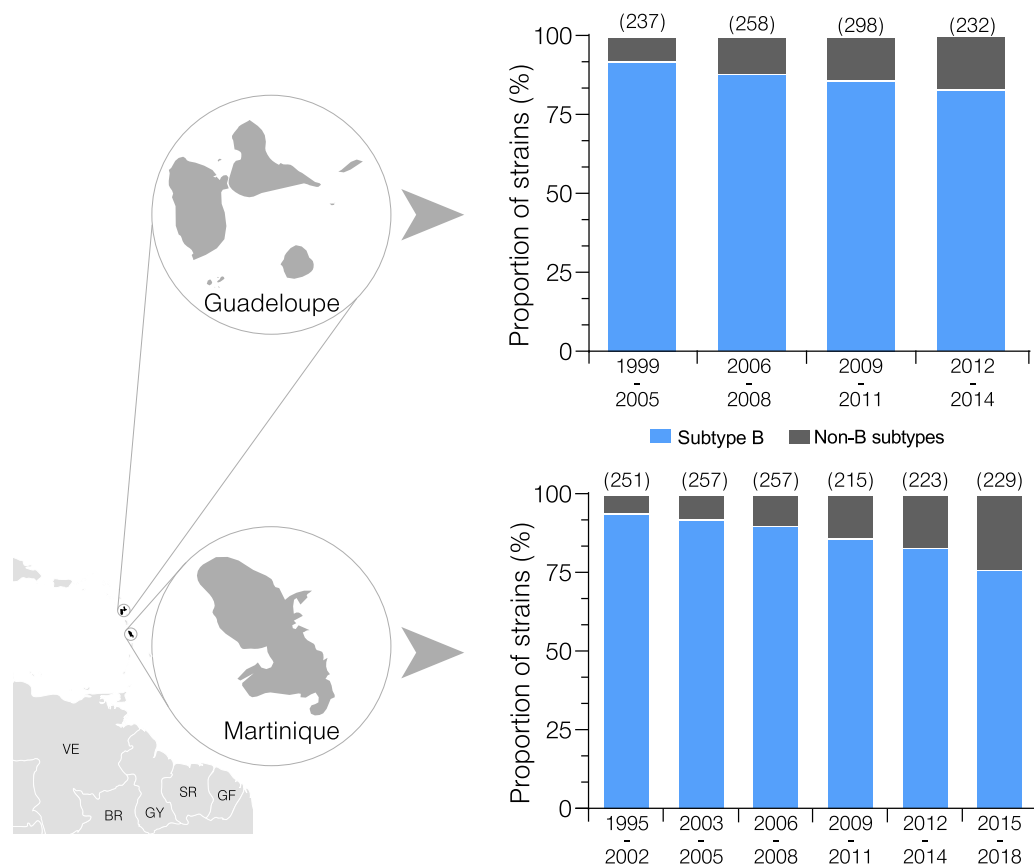 (237) (258) (298) (232)
100
75
50
25
0
Proportion of strains (%)
1999 2006 2009 2012
- - - -
2005 2008 2011 2014
Guadeloupe
Subtype B Non-B subtypes
(251) (257) (257) (215) (223) (229)
100
75
50
25
0
Proportion of strains (%)
1995 2003 2006 2009 2012 2015
- - - - - -
2002 2005 2008 2011 2014 2018
Martinique
VE
BR
GY
SR
GF